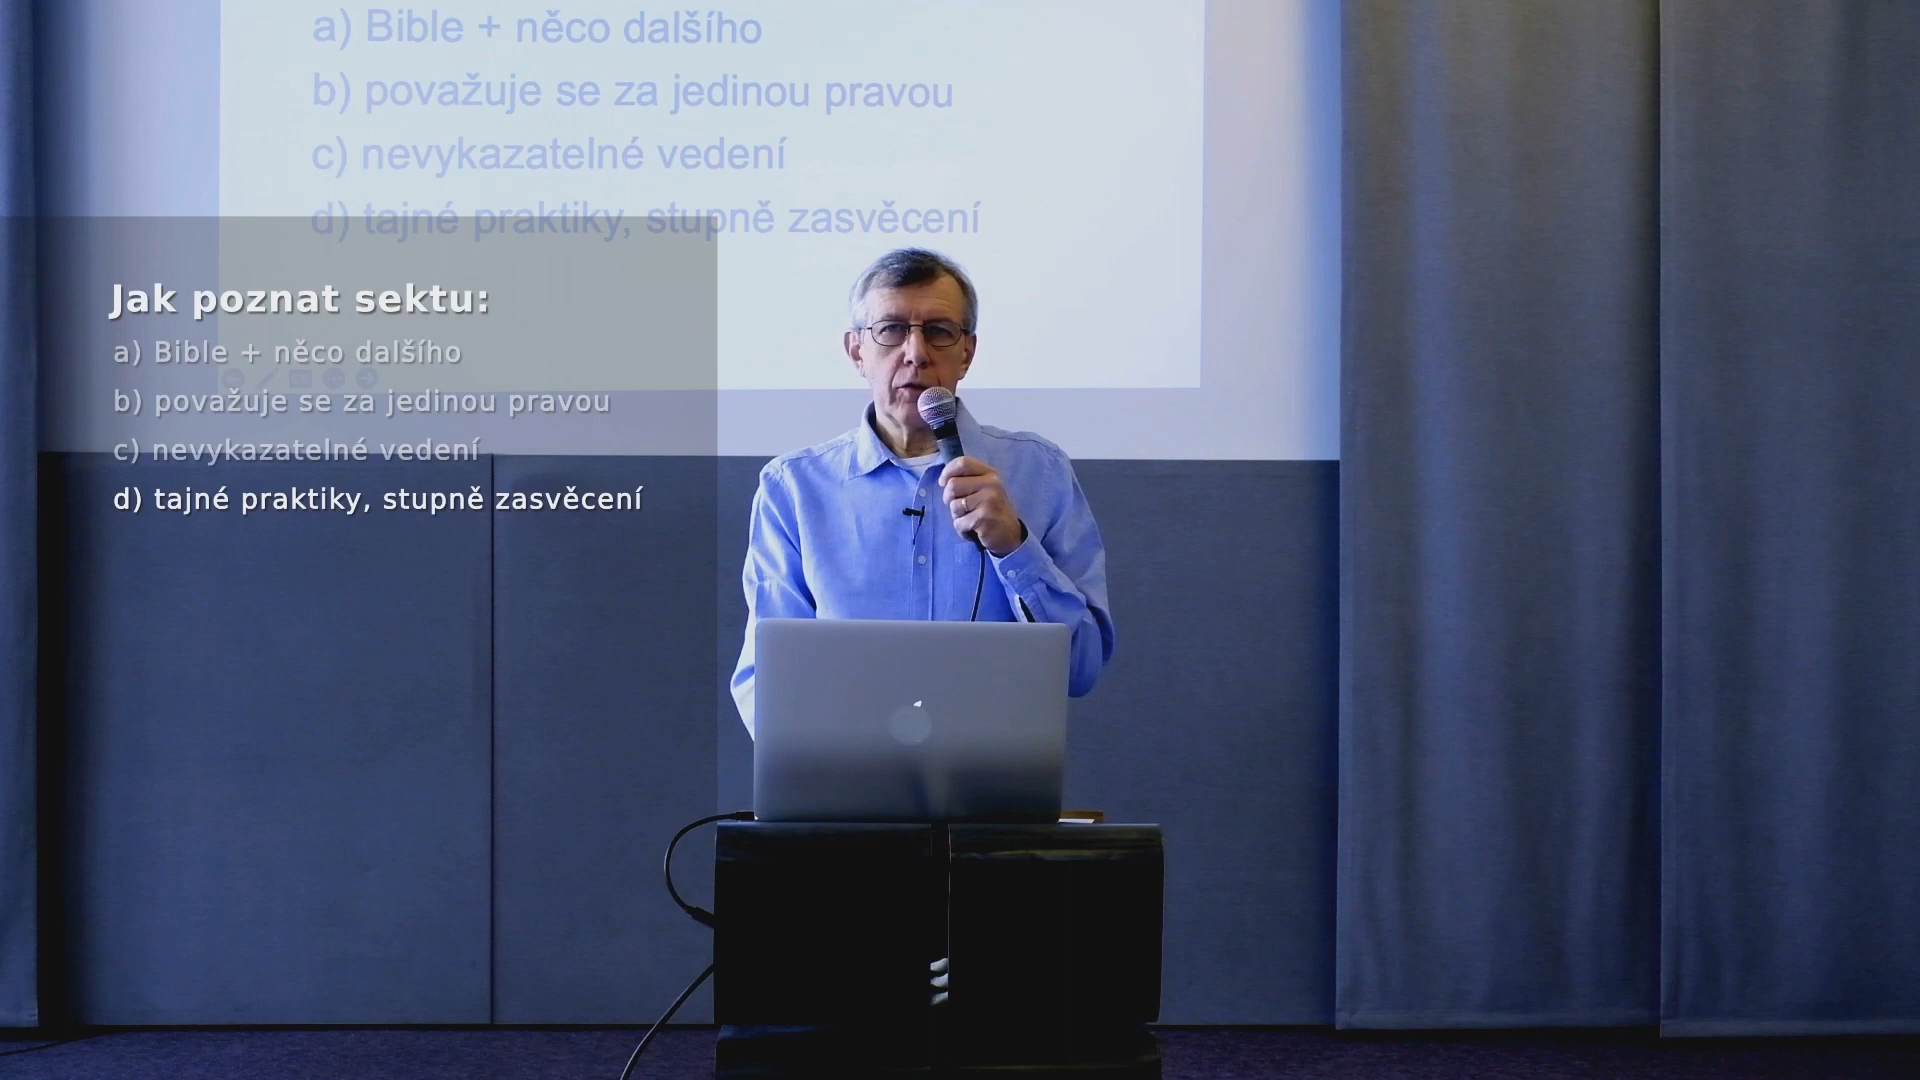 a) Bible + něco dalšího
b) považuje se za jedinou pravou
c) nevykazatelné vedení
d) tajné praktiky, stupně zasvěcení
Jak poznat sektu:
a) Bible + něco dalšího
b) považuje se za jedinou pravou
c) nevykazatelné vedení
d) tajné praktiky, stupně zasvěcení